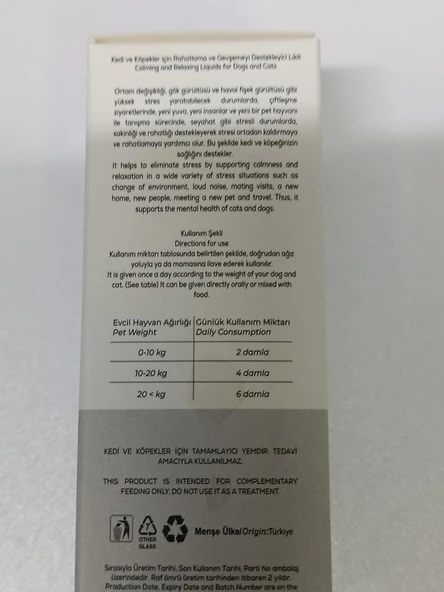 Kedi ve Köpekler İçin Rahatlama ve Gevşemeyi Destekleyici Likit
Calming and Relaxing Liquids for Dogs and Cats
Ortam değişikliği, gök gürültüsü ve havai fişek gürültüsü gibi
yüksek stres yaratabilecek durumlarda, çiftleşme
ziyaretlerinde, yeni yuva, yeni insanlar ve yeni bir pet hayvanı
ile tanışma sürecinde, seyahat gibi stresli durumlarda,
sakinliği ve rahatlığı destekleyerek stresi ortadan kaldırmaya
ve rahatlamaya yardımcı olur. Bu şekilde kedi ve köpeğinizin
sağlığını destekler.
It helps to eliminate stress by supporting calmness and
relaxation in a wide variety of stress situations such as
change of environment, loud noise, mating visits, a new
home, new people, meeting a new pet and travel. Thus, it
supports the mental health of cats and dogs.
Kullanım Şekli
Directions for use
Kullanım miktarı tablosunda belirtilen şekilde, doğrudan ağız
yoluyla ya da mamasına ilave ederek kullanılır.
It is given once a day according to the weight of your dog and
cat. (See table) It can be given directly orally or mixed with
food.
Evcil Hayvan Ağırlığı Günlük Kullanım Miktarı
Pet Weight Daily Consumption
0-10 kg 2 damla
10-20 kg 4 damla
20 < kg 6 damla
KEDİ VE KÖPEKLER İÇİN TAMAMLAYICI YEMDİR. TEDAVİ
AMACIYLA KULLANILMAZ.
THIS PRODUCT IS INTENDED FOR COMPLEMENTARY
FEEDING ONLY. DO NOT USE IT AS A TREATMENT.
7
OTHER
GLASS
Menşe Ülke/Origin:Türkiye
Sırasıyla Üretim Tarihi, Son Kullanım Tarihi, Parti No ambalaj
üzerindedir. Raf ömrü üretim tarihinden itibaren 2 yıldır.
Production Date, Expiry Date and Batch Number are on the